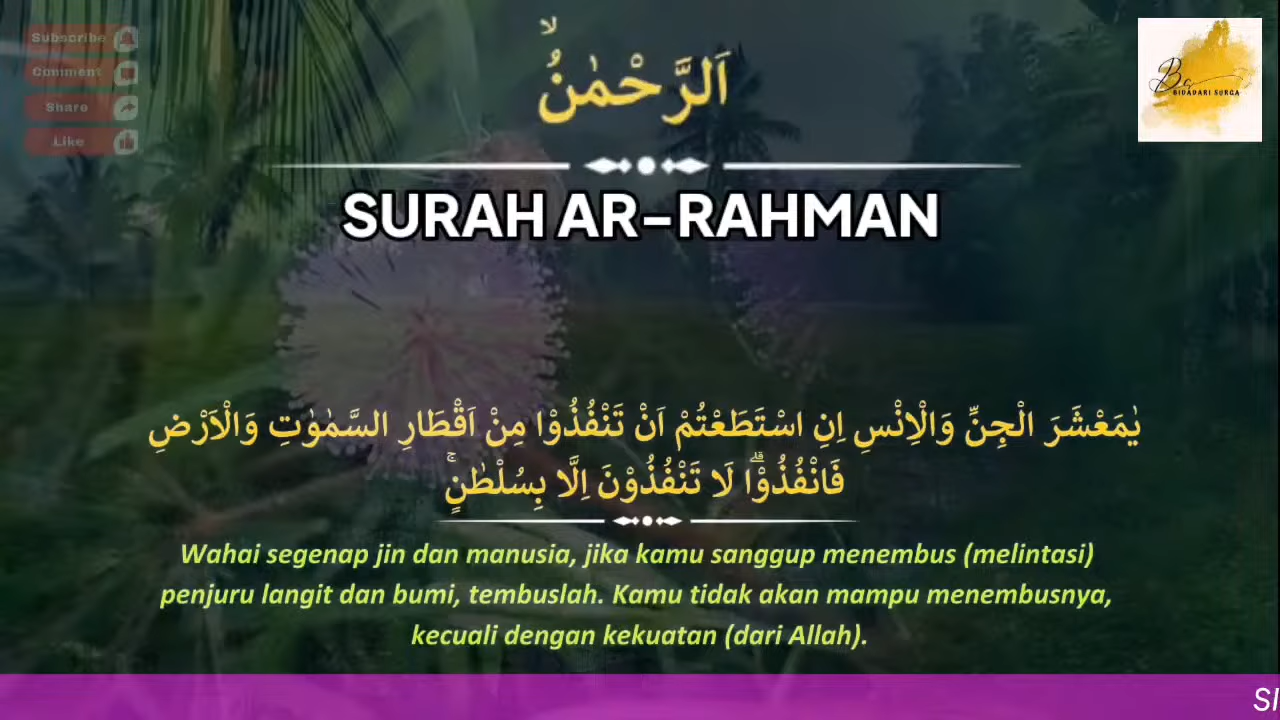 Subscribe
Comment
Share
Like
اَلرَّحْمٰنُۙ
Bs
BIDADARI SURGA
SURAH AR-RAHMAN
يٰمَعْشَرَ الْجِنِّ وَالْاِنْسِ اِنِ اسْتَطَعْتُمْ اَنْ تَنْفُذُوْا مِنْ اَقْطَارِ السَّمٰوٰتِ وَالْاَرْضِ
فَانْفُذُوْاۗ لَا تَنْفُذُوْنَ اِلَّا بِسُلْطٰنٍۚ
Wahai segenap jin dan manusia, jika kamu sanggup menembus (melintasi)
penjuru langit dan bumi, tembuslah. Kamu tidak akan mampu menembusnya,
kecuali dengan kekuatan (dari Allah).